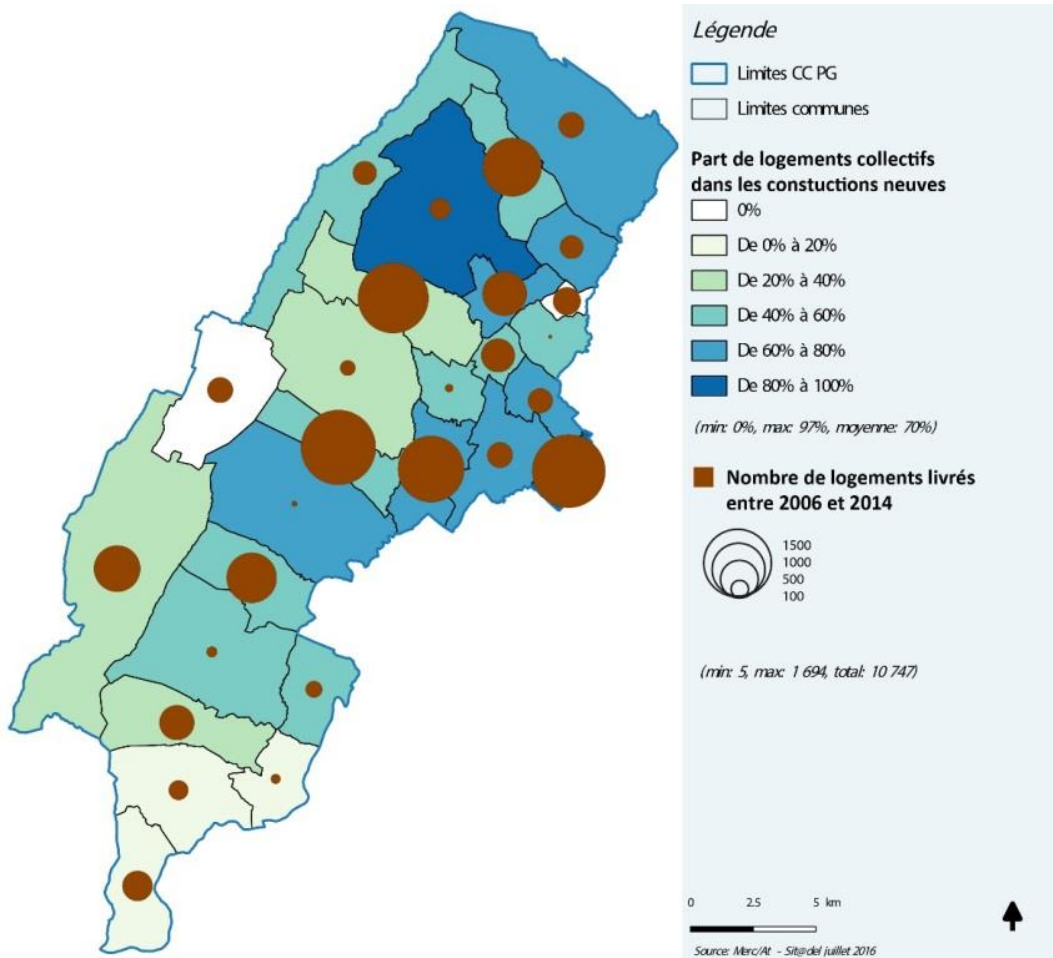 Légende
Limites CC PG
Limites communes
Part de logements collectifs
dans les constuctions neuves
0%
De 0% à 20%
De 20% à 40%
De 40% à 60%
De 60% à 80%
De 80% à 100%
(min: 0%, max: 97%, moyenne: 70%)
Nombre de logements livrés
entre 2006 et 2014
1500
1000
500
100
(min: 5, max: 1 694, total: 10 747)
0 2.5 5 km
Source: Merc/At - Sit@del juillet 2016